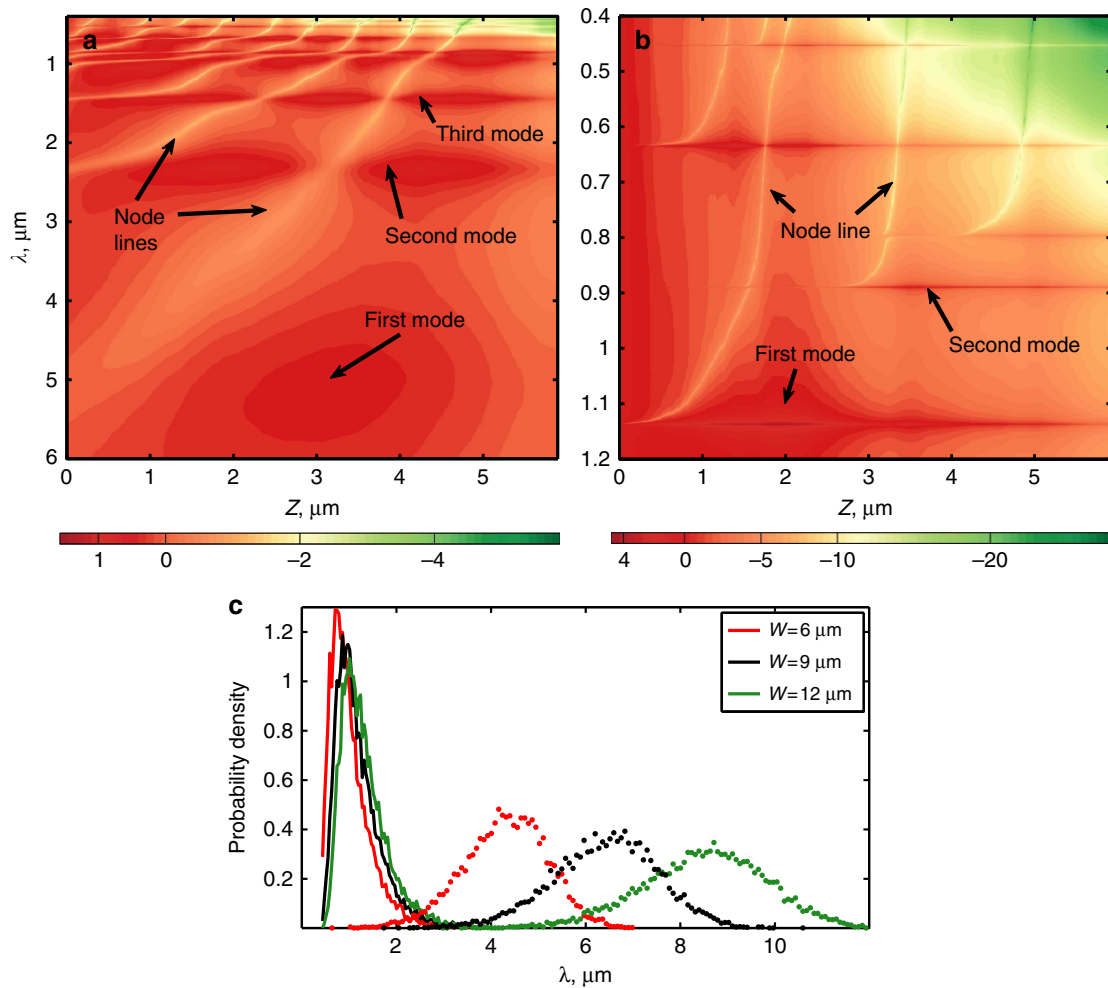 a
1
2
3
4
5
6
λ, μm
0
1
2
3
4
5
Z, μm
Third mode
Node
lines
Second mode
First mode
1
0
−2
−4
b
0.4
0.5
0.6
0.7
0.8
0.9
1
1.1
1.2
0
1
2
3
4
5
Z, μm
Node line
Second mode
First mode
4
0
−5
−10
−20
c
1.2
1
0.8
0.6
0.4
0.2
Probability density
2
4
6
8
10
λ, μm
W=6 μm
W=9 μm
W=12 μm